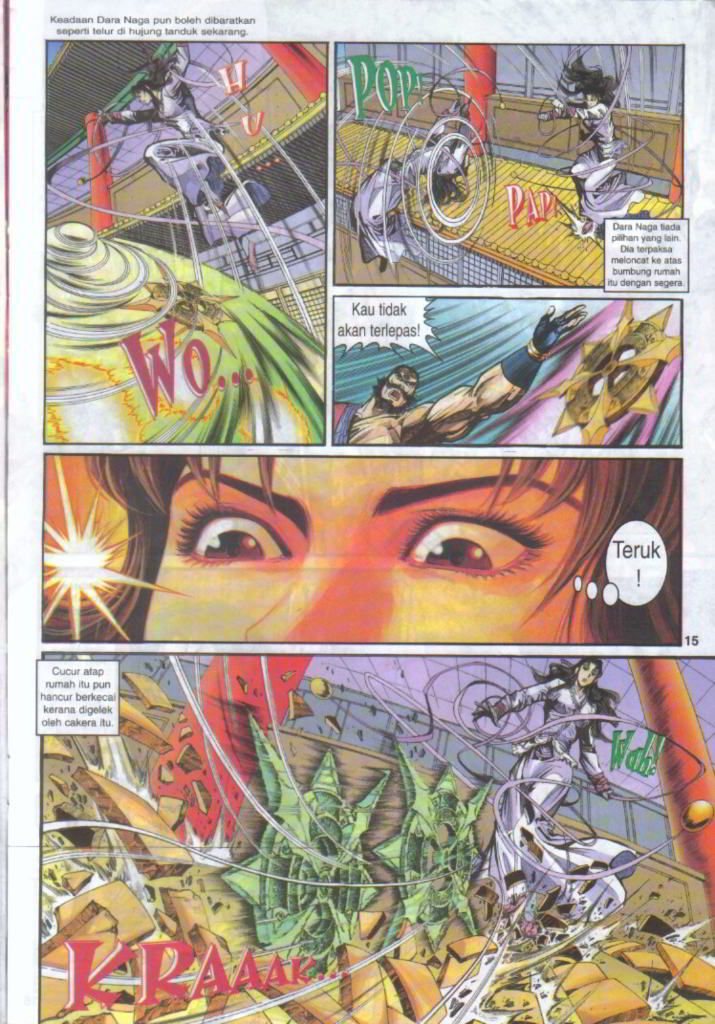 Keadaan Dara Naga pun boleh dibaratkan
seperti telur di hujung tanduk sekarang.
HU
WO...
POP!
PAP!
Dara Naga tiada
pilihan yang lain.
Dia terpaksa
meloncat ke atas
bumbung rumah
itu dengan segera.
Kau tidak
akan terlepas!
Teruk
!
15
Cucur atap
rumah itu pun
hancur berkecai
kerana digelek
oleh cakera itu.
Wah!
KRAAAK...